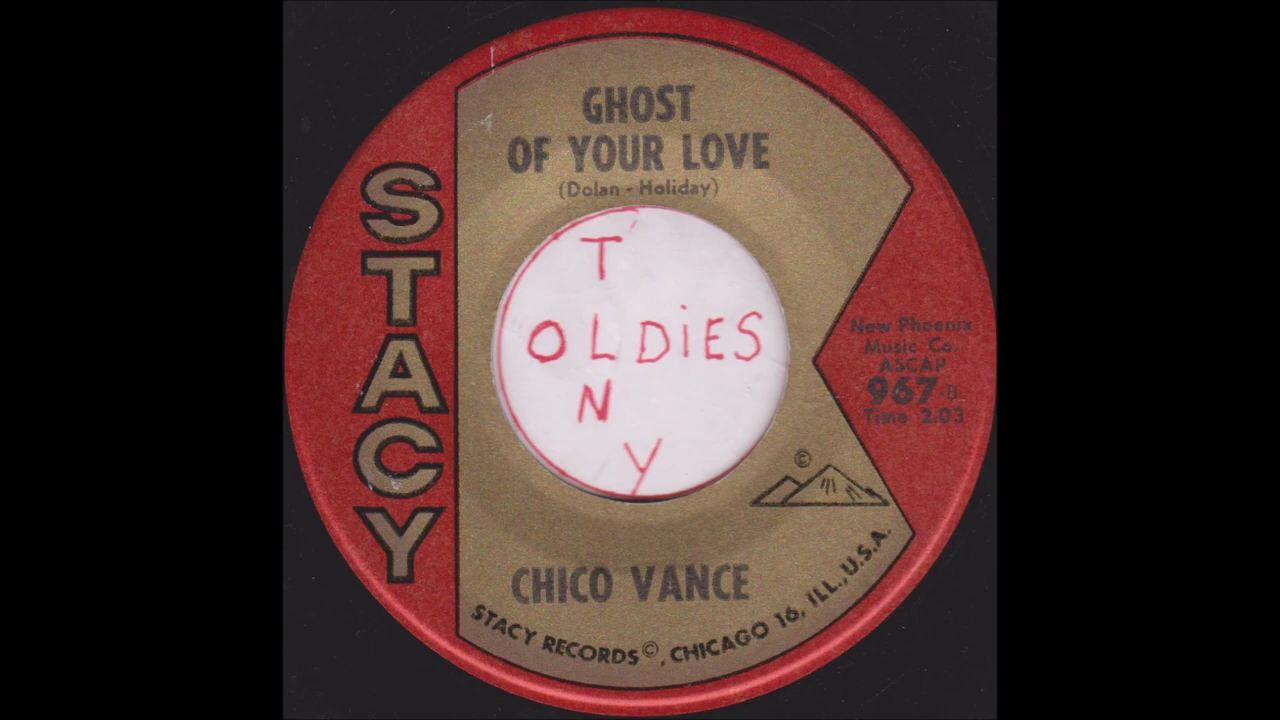 GHOST
OF YOUR LOVE
(Dolan - Holiday)
STACY
T
OLDiES
N
Y
New Phoenix
Music Co.
ASCAP
967-B
Time 2.03
©
CHICO VANCE
STACY RECORDS©, CHICAGO 16, ILL., U.S.A.